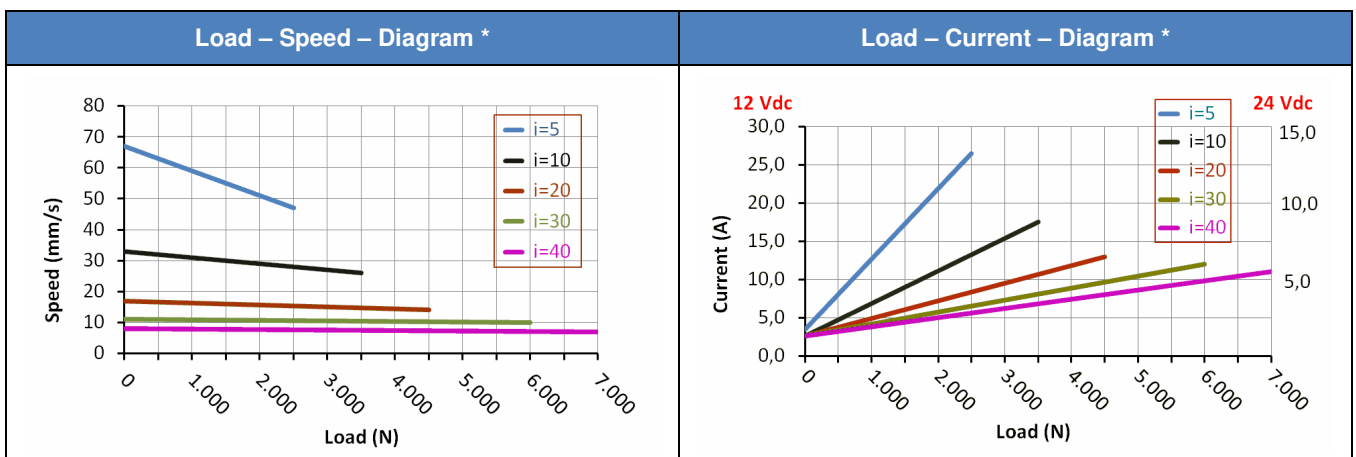 Load – Speed – Diagram *
Load – Current – Diagram *
80
70
60
50
40
30
20
10
0
Speed (mm/s)
i=5
i=10
i=20
i=30
i=40
0
1.000
2.000
3.000
4.000
5.000
6.000
7.000
Load (N)
12 Vdc
24 Vdc
30,0
25,0
20,0
15,0
10,0
5,0
0,0
Current (A)
i=5
i=10
i=20
i=30
i=40
15,0
10,0
5,0
0
1.000
2.000
3.000
4.000
5.000
6.000
7.000
Load (N)